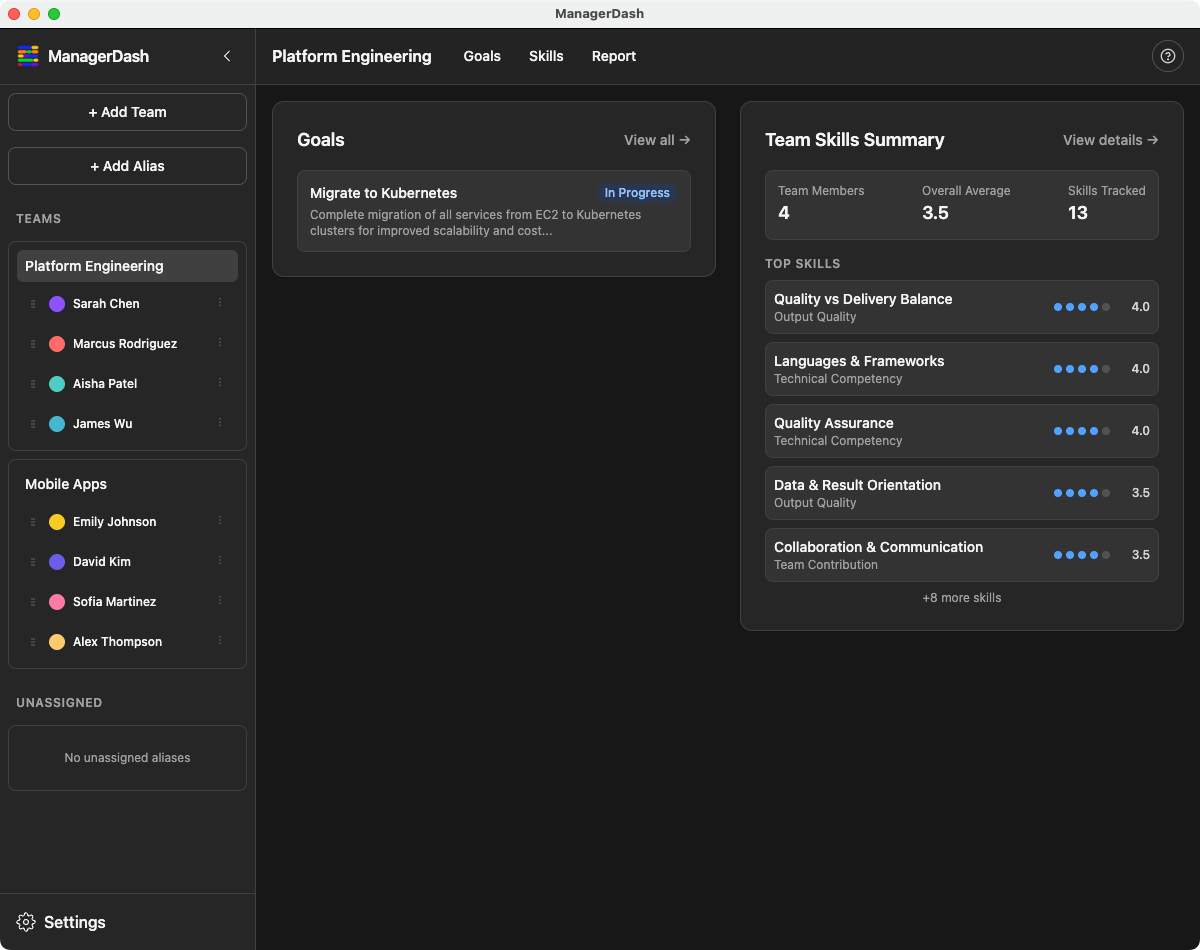 ManagerDash
ManagerDash
+ Add Team
+ Add Alias
TEAMS
Platform Engineering
Sarah Chen
Marcus Rodriguez
Aisha Patel
James Wu
Mobile Apps
Emily Johnson
David Kim
Sofia Martinez
Alex Thompson
UNASSIGNED
No unassigned aliases
Settings
Platform Engineering Goals Skills Report
?
Goals View all →
Migrate to Kubernetes In Progress
Complete migration of all services from EC2 to Kubernetes
clusters for improved scalability and cost...
Team Skills Summary View details →
Team Members Overall Average Skills Tracked
4 3.5 13
TOP SKILLS
Quality vs Delivery Balance 4.0
Output Quality
Languages & Frameworks 4.0
Technical Competency
Quality Assurance 4.0
Technical Competency
Data & Result Orientation 3.5
Output Quality
Collaboration & Communication 3.5
Team Contribution
+8 more skills